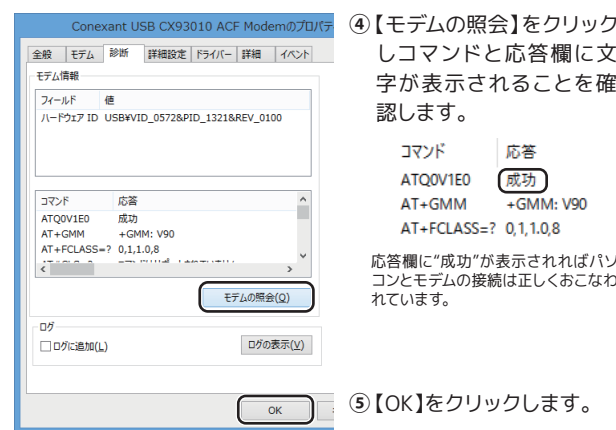 Conexant USB CX93010 ACF Modemのプロパテ
全般 モデム 診断 詳細設定 ドライバー 詳細 イベント
モデム情報
フィールド 値
ハードウェア ID USB¥VID_0572&PID_1321&REV_0100
コマンド 応答
ATQ0V1E0 成功
AT+GMM +GMM: V90
AT+FCLASS=? 0,1,1.0,8
モデムの照会(Q)
ログ
ログに追加(L) ログの表示(V)
OK
④【モデムの照会】をクリック
しコマンドと応答欄に文
字が表示されることを確
認します。
コマンド 応答
ATQ0V1E0 成功
AT+GMM +GMM: V90
AT+FCLASS=? 0,1,1.0,8
応答欄に“成功”が表示されればパソ
コンとモデムの接続は正しくおこなわ
れています。
⑤【OK】をクリックします。